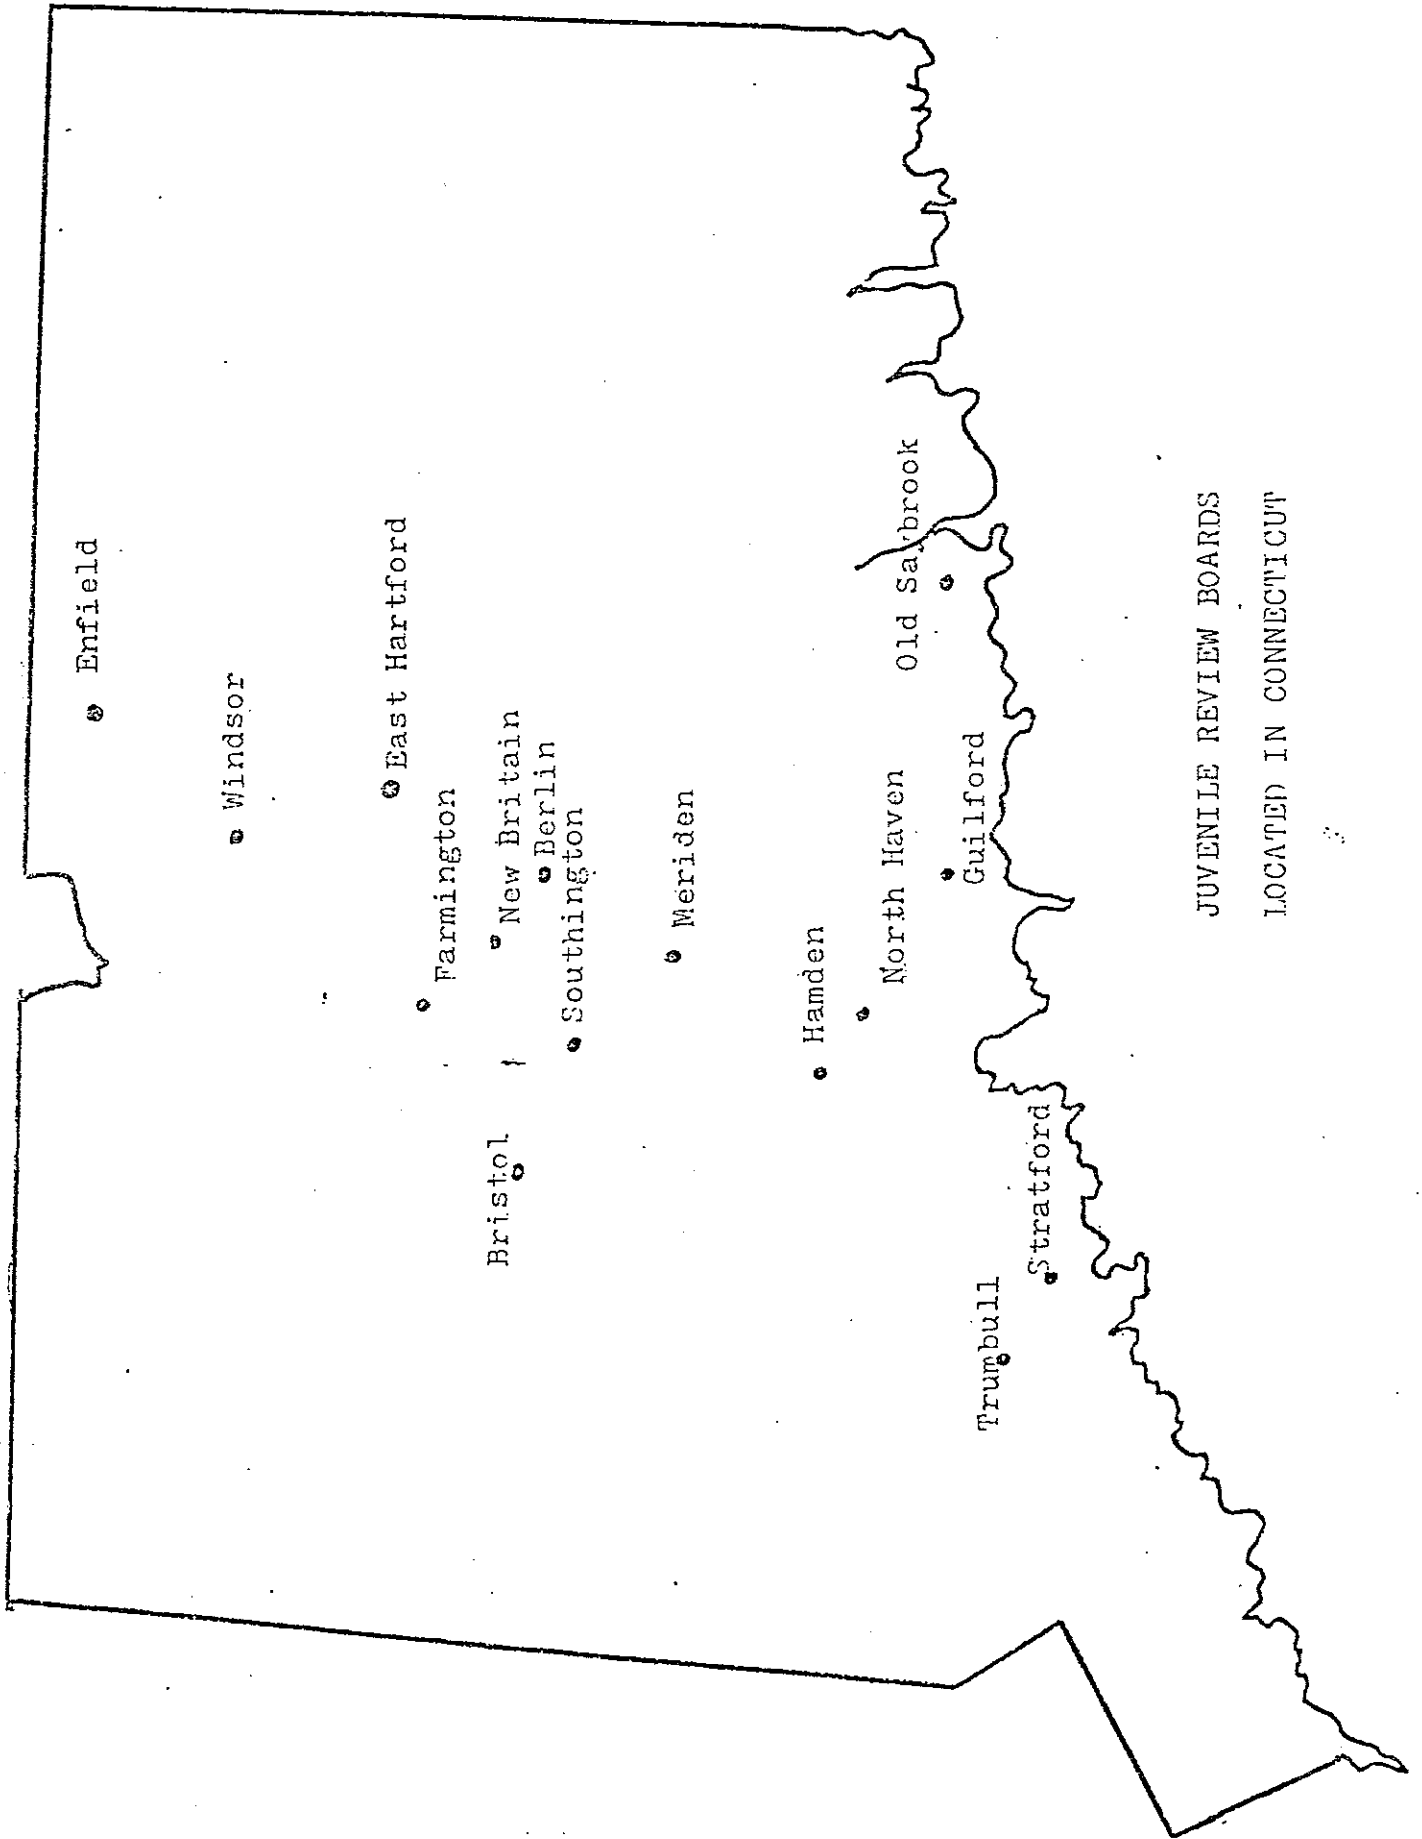 Enfield
Windsor
East Hartford
Farmington
New Britain
Bristol
Berlin
Southington
Meriden
Hamden
North Haven
Old Saybrook
Guilford
Trumbull
Stratford
JUVENILE REVIEW BOARDS
LOCATED IN CONNECTICUT